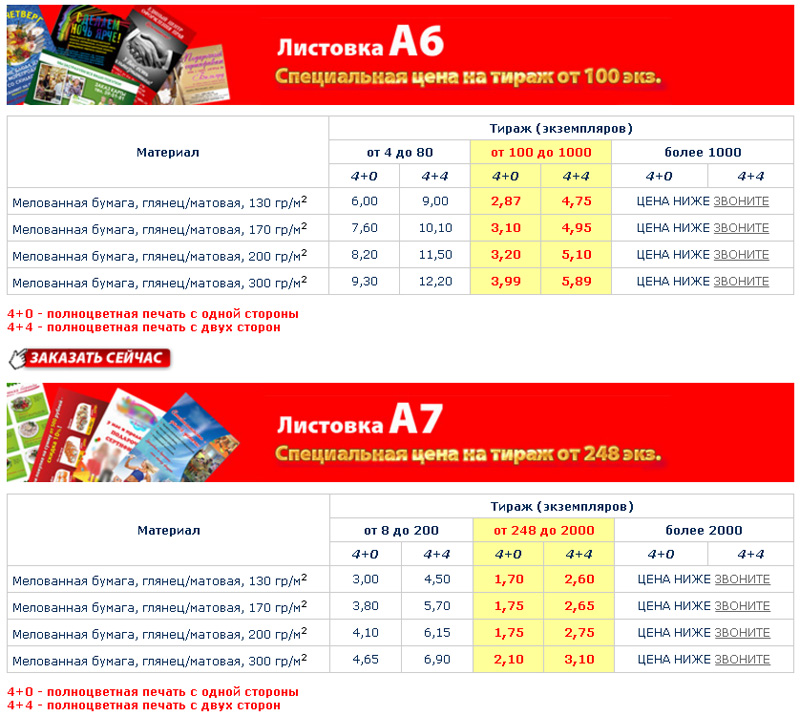 СДЕЛАЕМ
НОЧЬ ЯРЧЕ!
Листовка А6
Специальная цена на тираж от 100 экз.
Материал
Тираж (экземпляров)
от 4 до 80 от 100 до 1000 более 1000
4+0 4+4 4+0 4+4 4+0 4+4
Мелованная бумага, глянец/матовая, 130 гр/м² 6,00 9,00 2,87 4,75 ЦЕНА НИЖЕ ЗВОНИТЕ
Мелованная бумага, глянец/матовая, 170 гр/м² 7,60 10,10 3,10 4,95 ЦЕНА НИЖЕ ЗВОНИТЕ
Мелованная бумага, глянец/матовая, 200 гр/м² 8,20 11,50 3,20 5,10 ЦЕНА НИЖЕ ЗВОНИТЕ
Мелованная бумага, глянец/матовая, 300 гр/м² 9,30 12,20 3,99 5,89 ЦЕНА НИЖЕ ЗВОНИТЕ
4+0 - полноцветная печать с одной стороны
4+4 - полноцветная печать с двух сторон
ЗАКАЗАТЬ СЕЙЧАС
Листовка А7
Специальная цена на тираж от 248 экз.
Материал
Тираж (экземпляров)
от 8 до 200 от 248 до 2000 более 2000
4+0 4+4 4+0 4+4 4+0 4+4
Мелованная бумага, глянец/матовая, 130 гр/м² 3,00 4,50 1,70 2,60 ЦЕНА НИЖЕ ЗВОНИТЕ
Мелованная бумага, глянец/матовая, 170 гр/м² 3,80 5,70 1,75 2,65 ЦЕНА НИЖЕ ЗВОНИТЕ
Мелованная бумага, глянец/матовая, 200 гр/м² 4,10 6,15 1,75 2,75 ЦЕНА НИЖЕ ЗВОНИТЕ
Мелованная бумага, глянец/матовая, 300 гр/м² 4,65 6,90 2,10 3,10 ЦЕНА НИЖЕ ЗВОНИТЕ
4+0 - полноцветная печать с одной стороны
4+4 - полноцветная печать с двух сторон